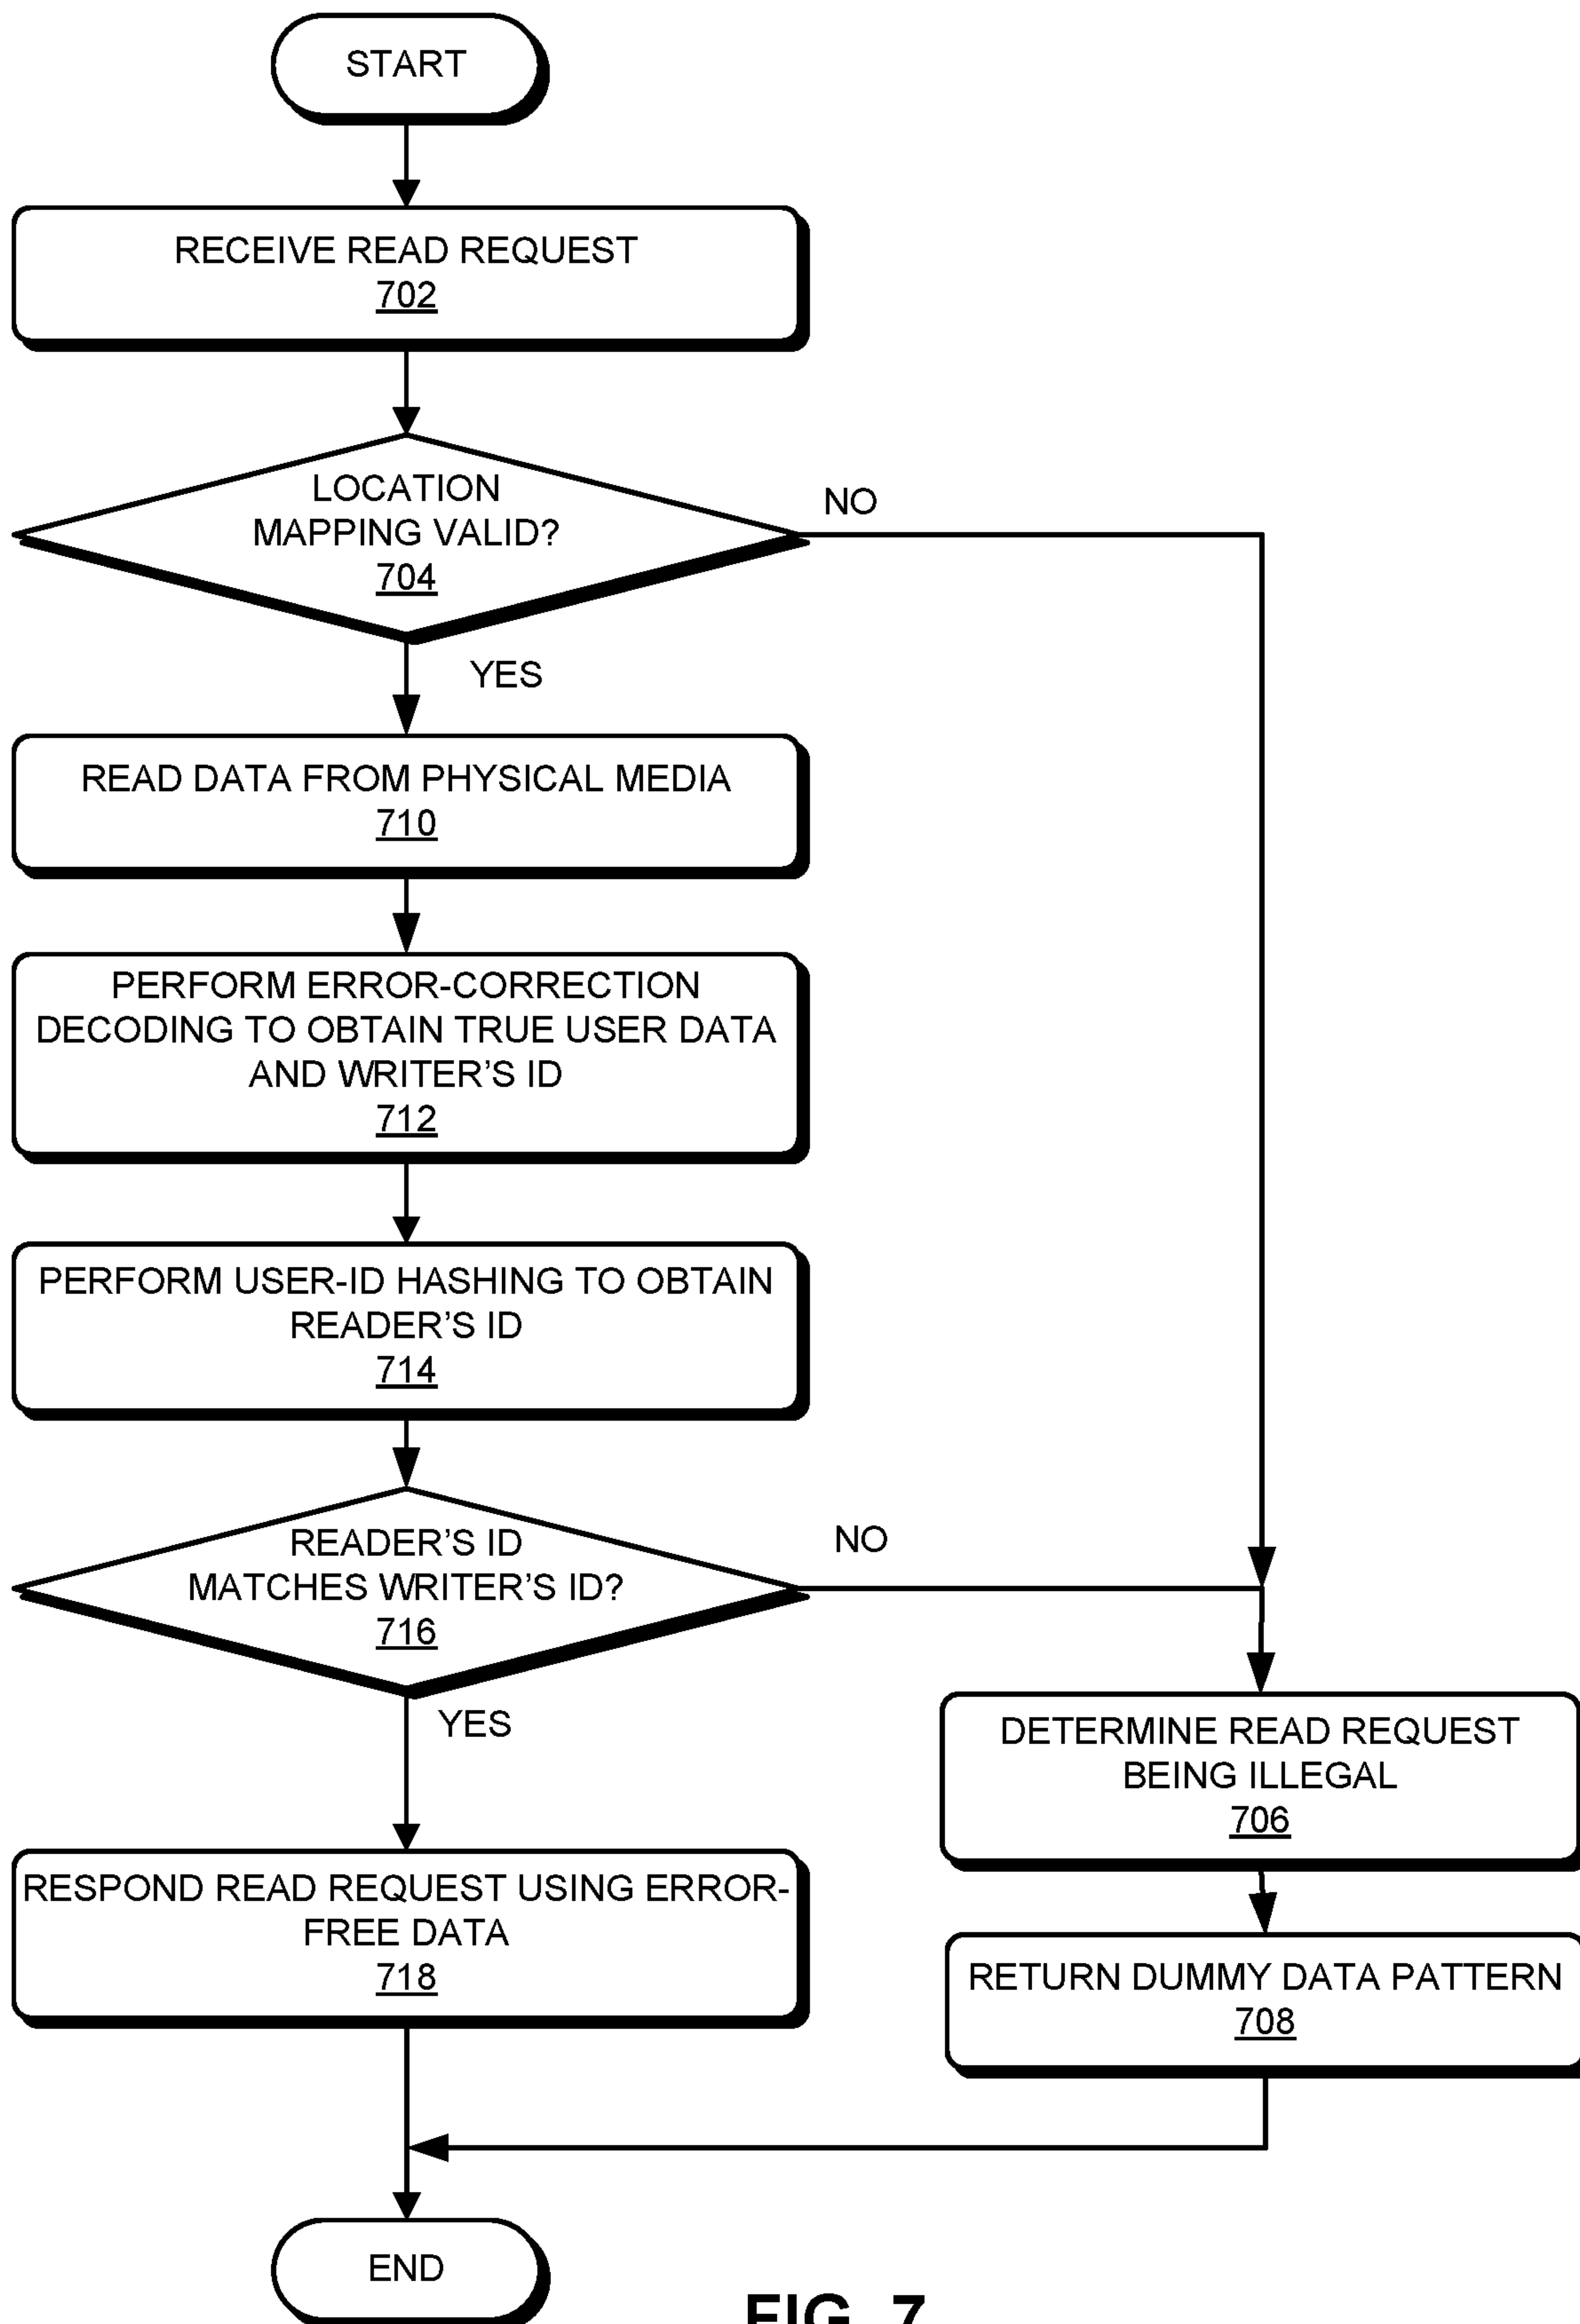 START
RECEIVE READ REQUEST
702
LOCATION
MAPPING VALID?
704
NO
YES
READ DATA FROM PHYSICAL MEDIA
710
PERFORM ERROR-CORRECTION
DECODING TO OBTAIN TRUE USER DATA
AND WRITER'S ID
712
PERFORM USER-ID HASHING TO OBTAIN
READER'S ID
714
READER'S ID
MATCHES WRITER'S ID?
716
NO
YES
DETERMINE READ REQUEST
BEING ILLEGAL
706
RESPOND READ REQUEST USING ERROR-
FREE DATA
718
RETURN DUMMY DATA PATTERN
708
END
FIG. 7